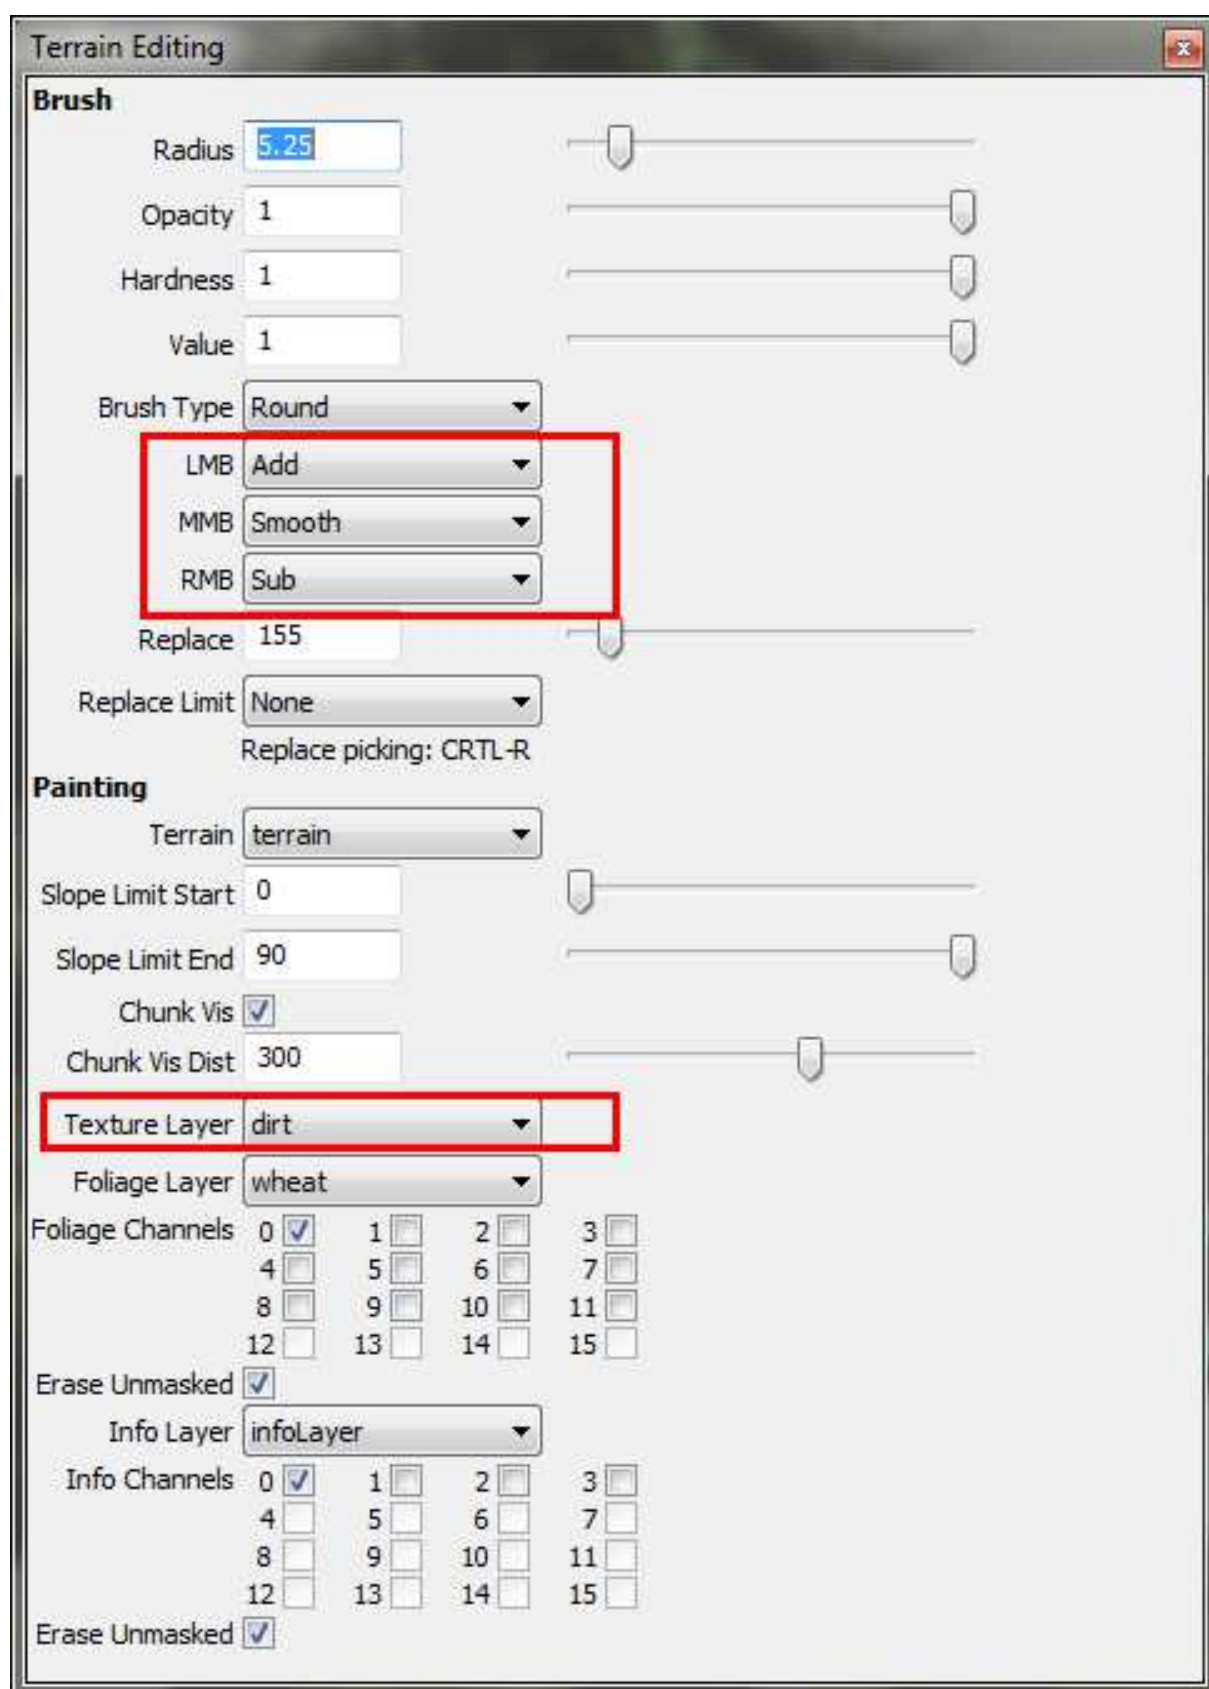 Terrain Editing
Brush
Radius 5.25
Opacity 1
Hardness 1
Value 1
Brush Type Round
LMB Add
MMB Smooth
RMB Sub
Replace 155
Replace Limit None
Replace picking: CRTL-R
Painting
Terrain terrain
Slope Limit Start 0
Slope Limit End 90
Chunk Vis
Chunk Vis Dist 300
Texture Layer dirt
Foliage Layer wheat
Foliage Channels 0 1 2 3
4 5 6 7
8 9 10 11
12 13 14 15
Erase Unmasked
Info Layer infoLayer
Info Channels 0 1 2 3
4 5 6 7
8 9 10 11
12 13 14 15
Erase Unmasked